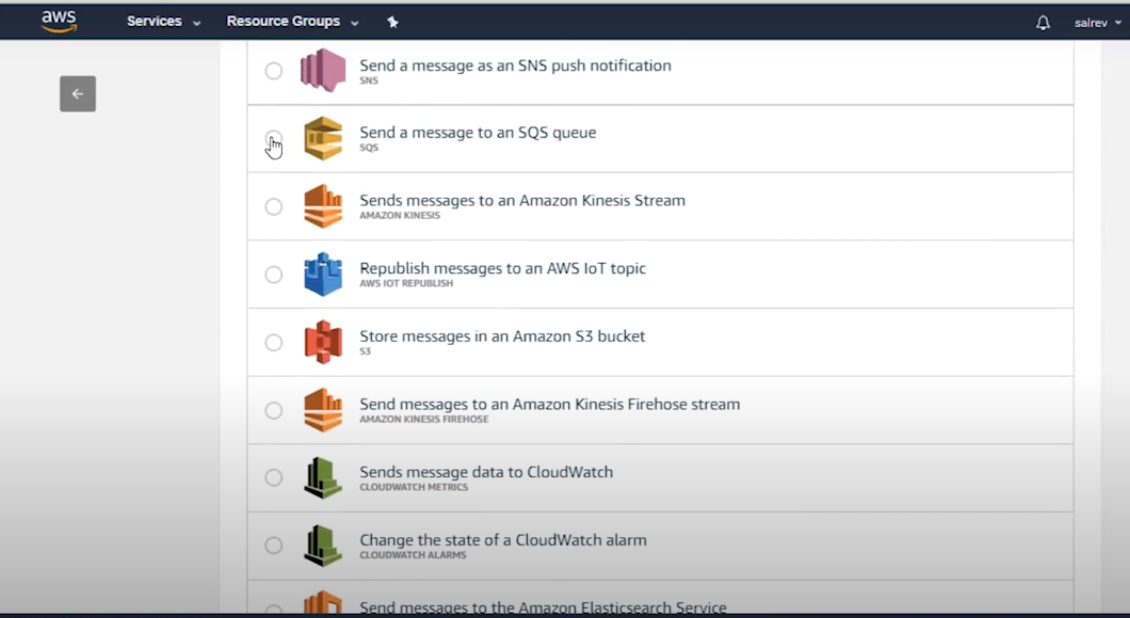 aws
Services
Resource Groups
salrev
Send a message as an SNS push notification
SNS
Send a message to an SQS queue
SQS
Sends messages to an Amazon Kinesis Stream
AMAZON KINESIS
Republish messages to an AWS IoT topic
AWS IOT REPUBLISH
Store messages in an Amazon S3 bucket
S3
Send messages to an Amazon Kinesis Firehose stream
AMAZON KINESIS FIREHOSE
Sends message data to CloudWatch
CLOUDWATCH METRICS
Change the state of a CloudWatch alarm
CLOUDWATCH ALARMS
Send messages to the Amazon Elasticsearch Service